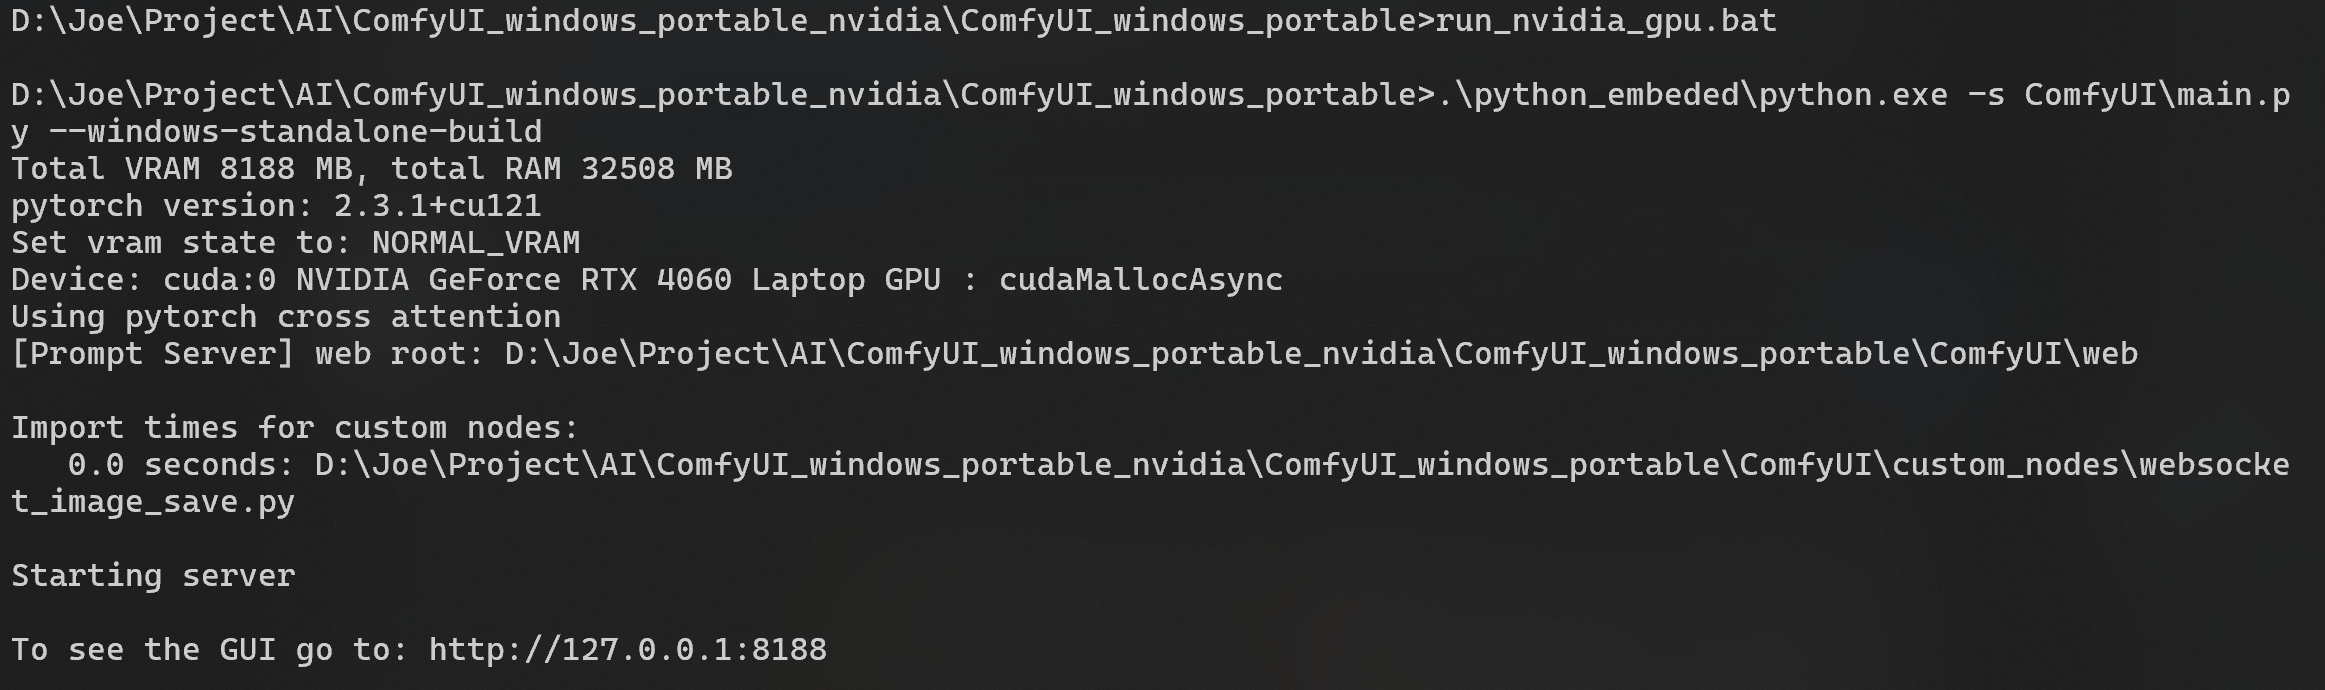 D:\Joe\Project\AI\ComfyUI_windows_portable_nvidia\ComfyUI_windows_portable>run_nvidia_gpu.bat
D:\Joe\Project\AI\ComfyUI_windows_portable_nvidia\ComfyUI_windows_portable>.\python_embeded\python.exe -s ComfyUI\main.p
y --windows-standalone-build
Total VRAM 8188 MB, total RAM 32508 MB
pytorch version: 2.3.1+cu121
Set vram state to: NORMAL_VRAM
Device: cuda:0 NVIDIA GeForce RTX 4060 Laptop GPU : cudaMallocAsync
Using pytorch cross attention
[Prompt Server] web root: D:\Joe\Project\AI\ComfyUI_windows_portable_nvidia\ComfyUI_windows_portable\ComfyUI\web
Import times for custom nodes:
   0.0 seconds: D:\Joe\Project\AI\ComfyUI_windows_portable_nvidia\ComfyUI_windows_portable\ComfyUI\custom_nodes\websocke
t_image_save.py
Starting server
To see the GUI go to: http://127.0.0.1:8188